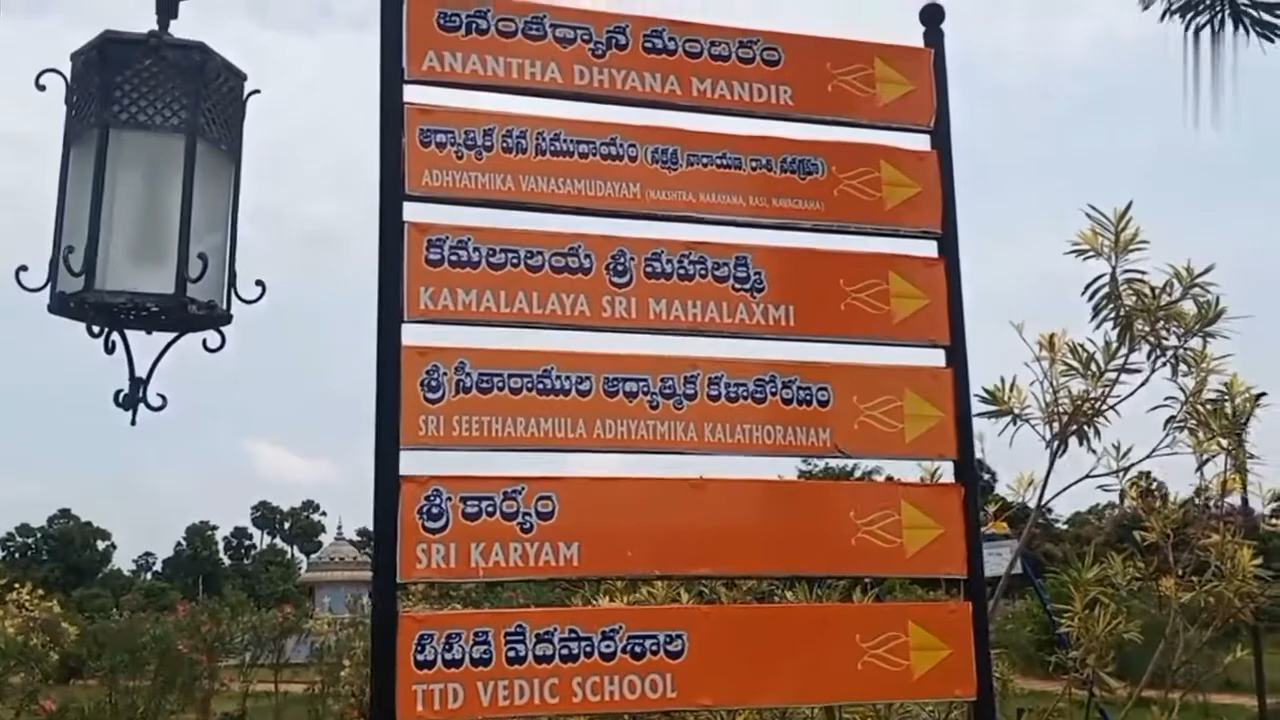 అనంతధ్యాన మందిరం
ANANTHA DHYANA MANDIR
ఆధ్యాత్మిక వన సముదాయం (నక్షత్ర, నారాయణ, రాశి, నవగ్రహ)
ADHYATMIKA VANASAMUDAYAM (NAKSHTRA, NARAYANA, RASI, NAVAGRAHA)
కమలాలయ శ్రీ మహాలక్ష్మి
KAMALALAYA SRI MAHALAXMI
శ్రీ సీతారాముల ఆధ్యాత్మిక కళాతోరణం
SRI SEETHARAMULA ADHYATMIKA KALATHORANAM
శ్రీ కార్యం
SRI KARYAM
టిటిడి వేదపాఠశాల
TTD VEDIC SCHOOL